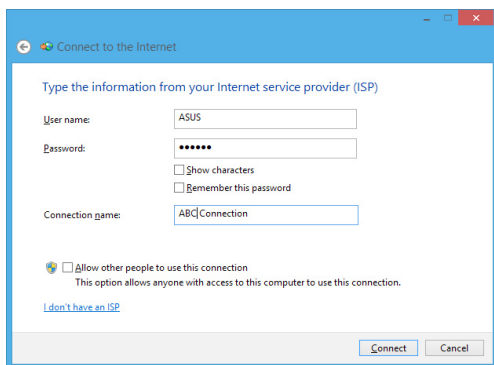 Connect to the Internet
Type the information from your Internet service provider (ISP)
User name: ASUS
Password: ••••••
Show characters
Remember this password
Connection name: ABC Connection
Allow other people to use this connection
This option allows anyone with access to this computer to use this connection.
I don't have an ISP
Connect Cancel